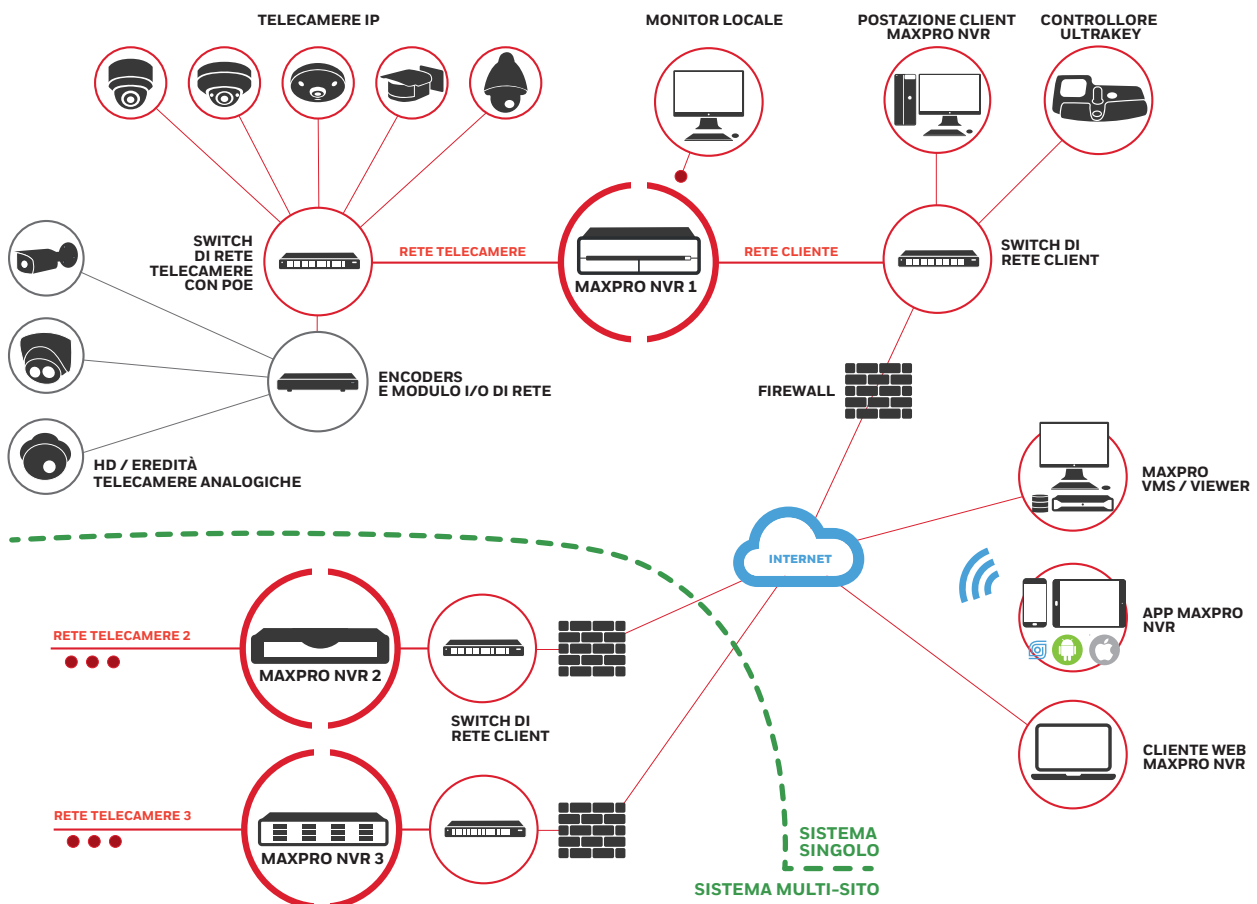 TELECAMERE IP
MONITOR LOCALE
POSTAZIONE CLIENT
MAXPRO NVR
CONTROLLORE
ULTRAKEY
SWITCH
DI RETE
TELECAMERE
CON POE
RETE TELECAMERE
MAXPRO NVR 1
RETE CLIENTE
SWITCH DI
RETE CLIENT
ENCODERS
E MODULO I/O DI RETE
FIREWALL
HD / EREDITÀ
TELECAMERE ANALOGICHE
MAXPRO
VMS / VIEWER
INTERNET
APP MAXPRO
NVR
RETE TELECAMERE 2
MAXPRO NVR 2
SWITCH DI
RETE CLIENT
CLIENTE WEB
MAXPRO NVR
RETE TELECAMERE 3
MAXPRO NVR 3
SISTEMA
SINGOLO
SISTEMA MULTI-SITO